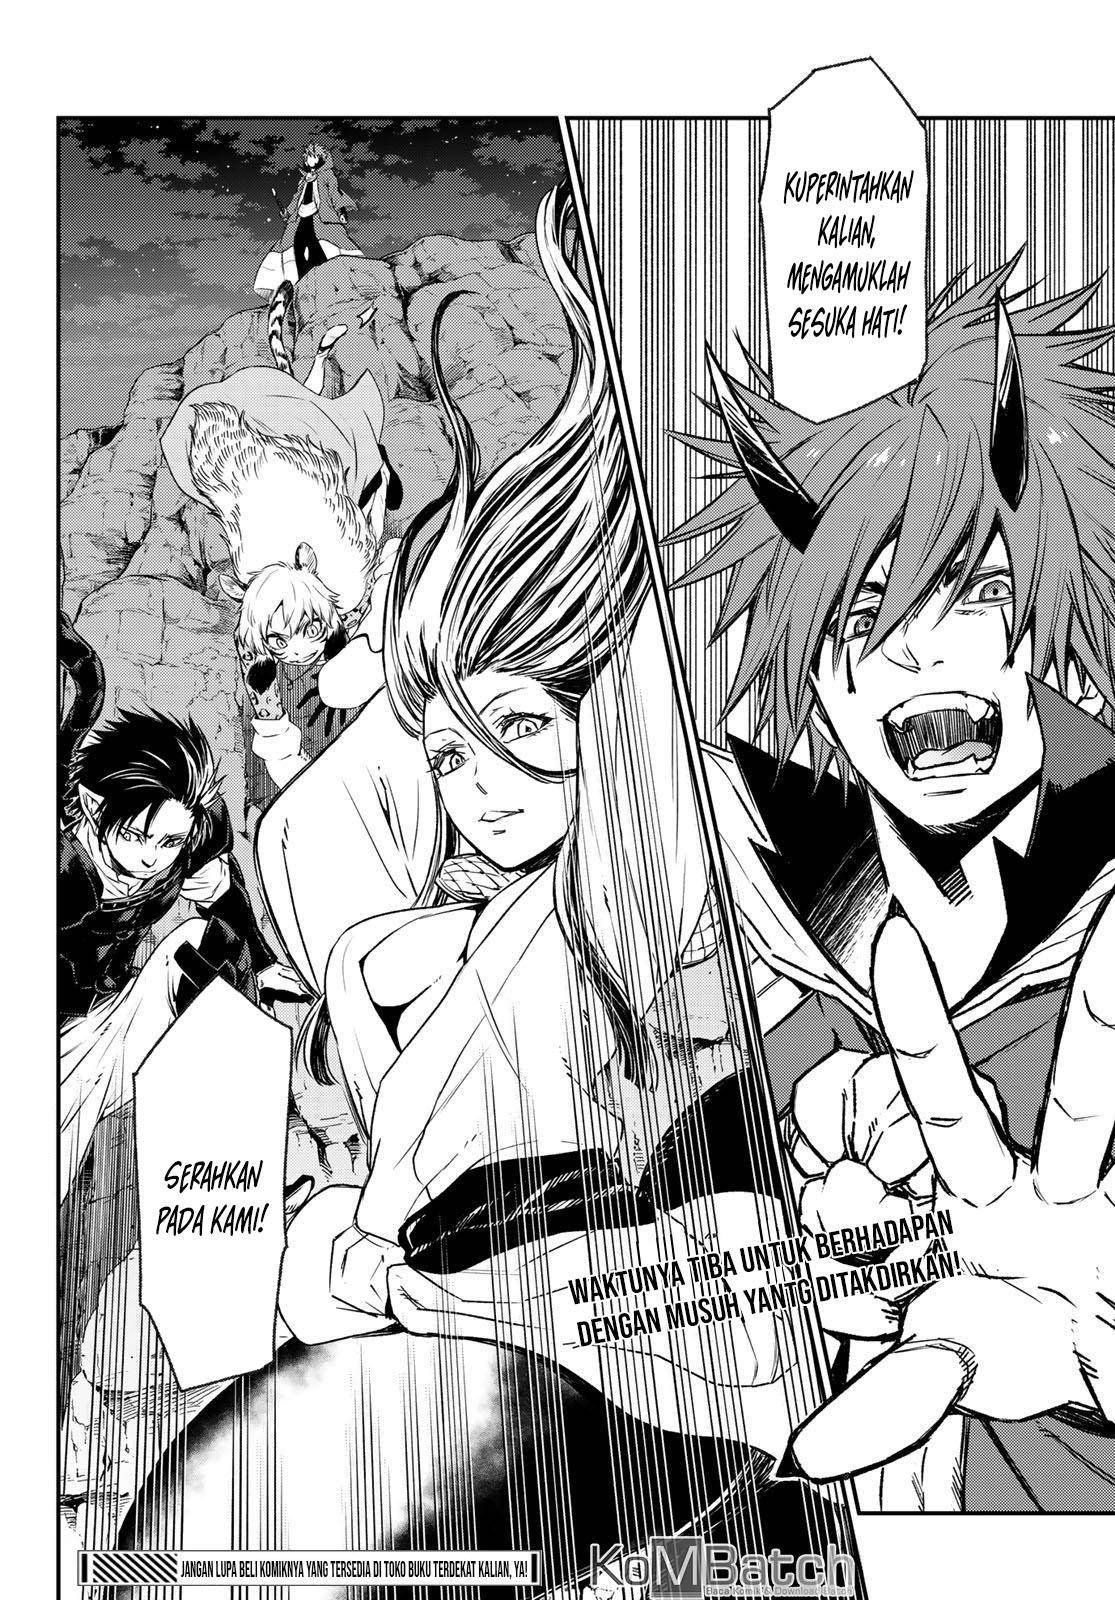 KUPERINTAHKAN
KALIAN,
MENGAMUKLAH
SESUKA HATI!
SERAHKAN
PADA KAMI!
WAKTUNYA TIBA UNTUK BERHADAPAN
DENGAN MUSUH YANTG DITAKDIRKAN!
JANGAN LUPA BELI KOMIKNYA YANG TERSEDIA DI TOKO BUKU TERDEKAT KALIAN, YA!
KoMBatch
Baca Komik & Download Batch